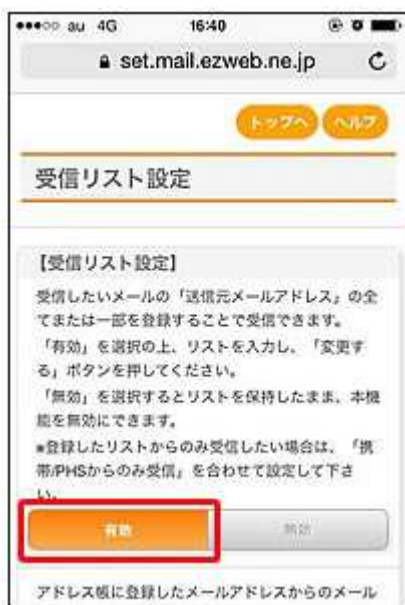 au 4G 16:40
set.mail.ezweb.ne.jp
トップへ ヘルプ
受信リスト設定
【受信リスト設定】
受信したいメールの「送信元メールアドレス」の全
てまたは一部を登録することで受信できます。
「有効」を選択の上、リストを入力し、「変更す
る」ボタンを押してください。
「無効」を選択するとリストを保持したまま、本機
能を無効にできます。
※登録したリストからのみ受信したい場合は、「携
帯/PHSからのみ受信」を合わせて設定して下さ
い。
有効 無効
アドレス帳に登録したメールアドレスからのメール